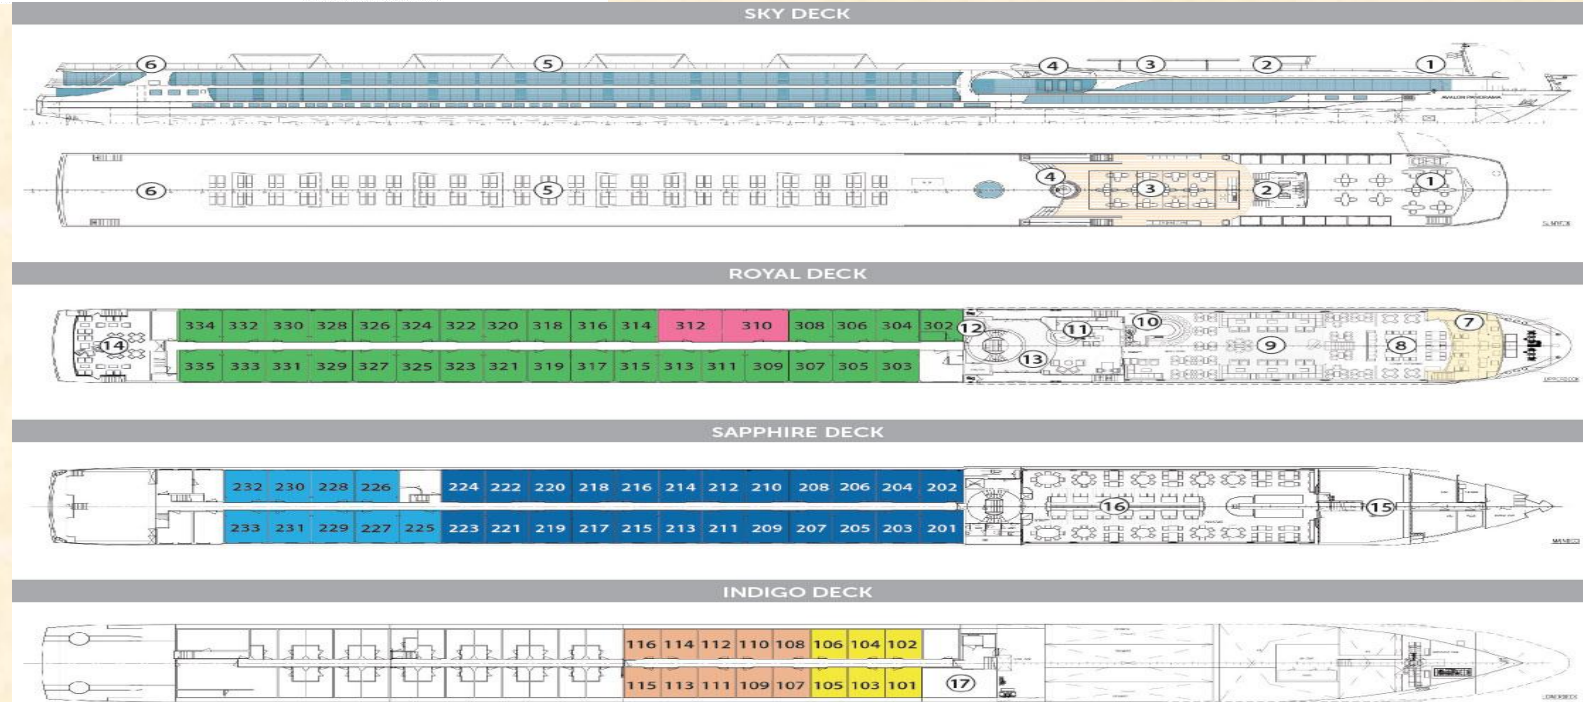 SKY DECK
6 5 4 3 2 1
AVALON PANORAMA
6 5 4 3 2 1
SUNDECK
ROYAL DECK
334 332 330 328 326 324 322 320 318 316 314 312 310 308 306 304 302 12 11 10 7
14 13 9 8
335 333 331 329 327 325 323 321 319 317 315 313 311 309 307 305 303
UPPERDECK
SAPPHIRE DECK
232 230 228 226 224 222 220 218 216 214 212 210 208 206 204 202
16 15
233 231 229 227 225 223 221 219 217 215 213 211 209 207 205 203 201
MAINDECK
INDIGO DECK
116 114 112 110 108 106 104 102
115 113 111 109 107 105 103 101 17
LOWERDECK